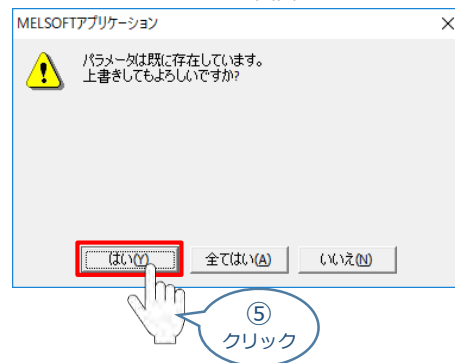 MELSOFTアプリケーション
パラメータは既に存在しています。
上書きしてもよろしいですか?
はい(Y)
全てはい(A)
いいえ(N)
⑤
クリック